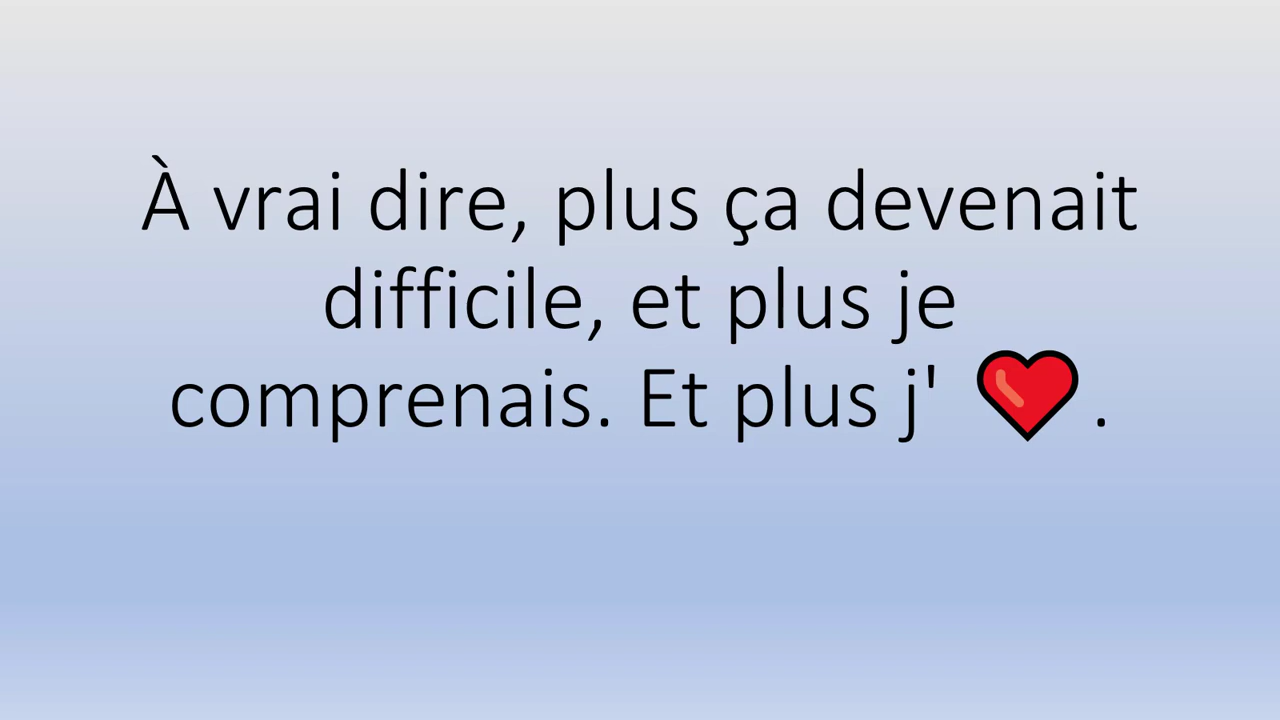 À vrai dire, plus ça devenait
difficile, et plus je
comprenais. Et plus j' ❤️.